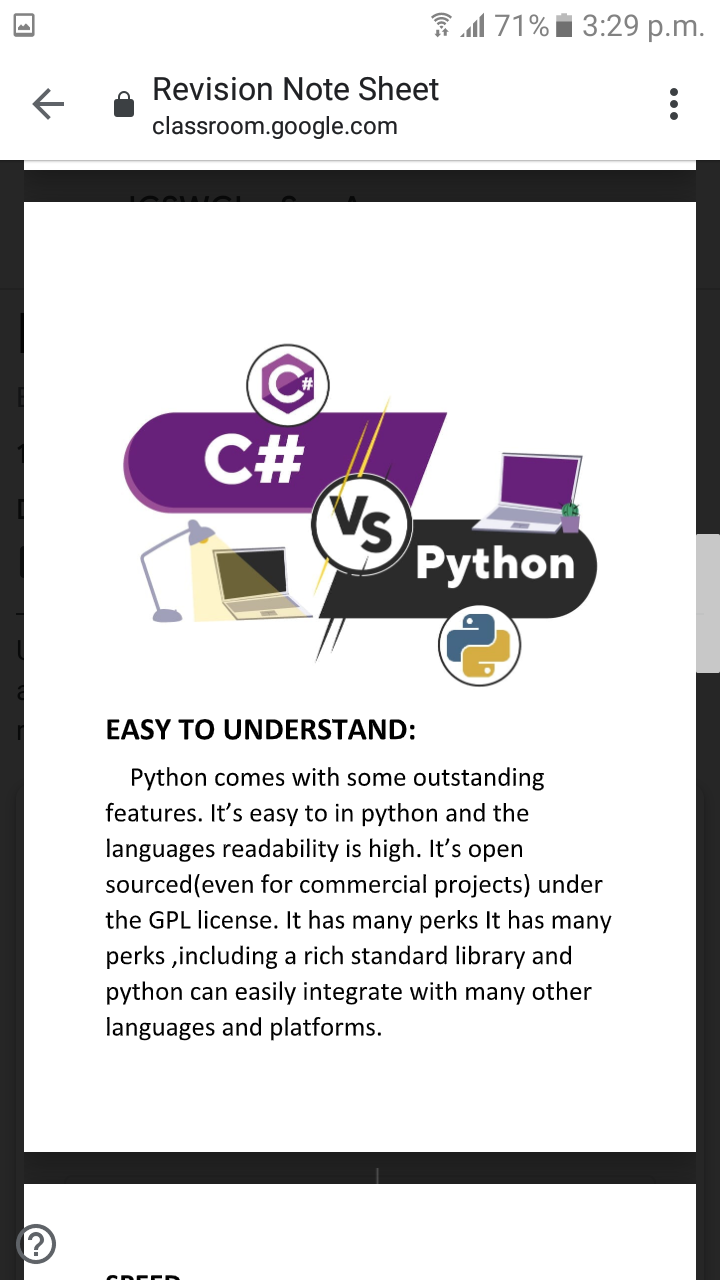 71% 3:29 p.m.
Revision Note Sheet
classroom.google.com
C#
C#
VS
Python
EASY TO UNDERSTAND:
Python comes with some outstanding
features. It’s easy to in python and the
languages readability is high. It’s open
sourced(even for commercial projects) under
the GPL license. It has many perks It has many
perks ,including a rich standard library and
python can easily integrate with many other
languages and platforms.
?